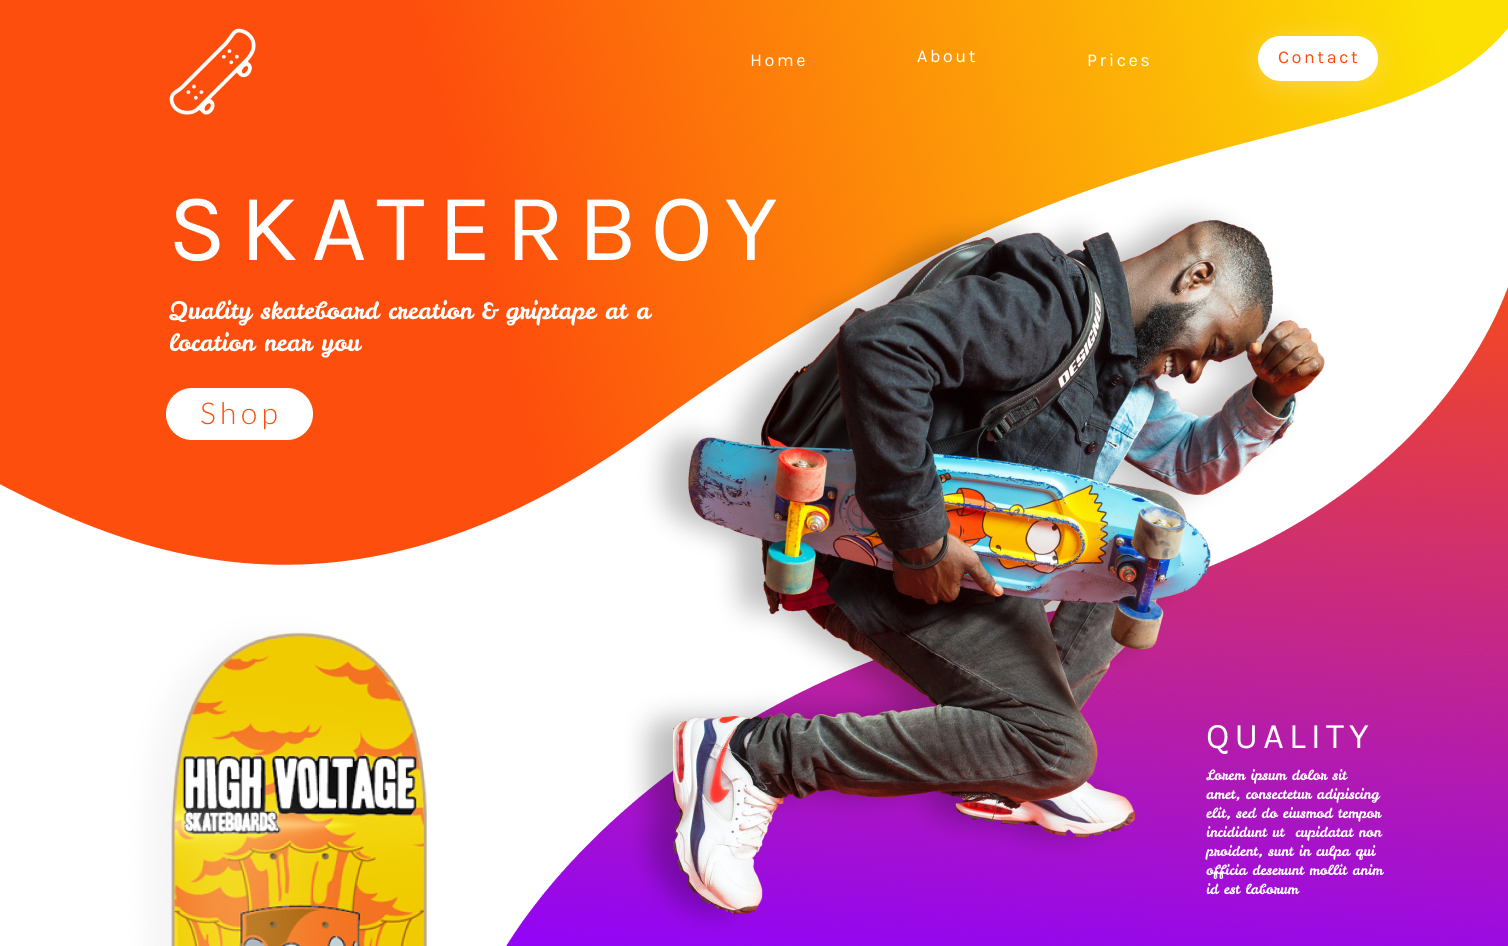 Home
About
Prices
Contact
SKATERBOY
Quality skateboard creation & griptape at a
location near you
Shop
DESIGNED
HIGH VOLTAGE
SKATEBOARDS.
QUALITY
Lorem ipsum dolor sit
amet, consectetur adipiscing
elit, sed do eiusmod tempor
incididunt ut cupidatat non
proident, sunt in culpa qui
officia deserunt mollit anim
id est laborum